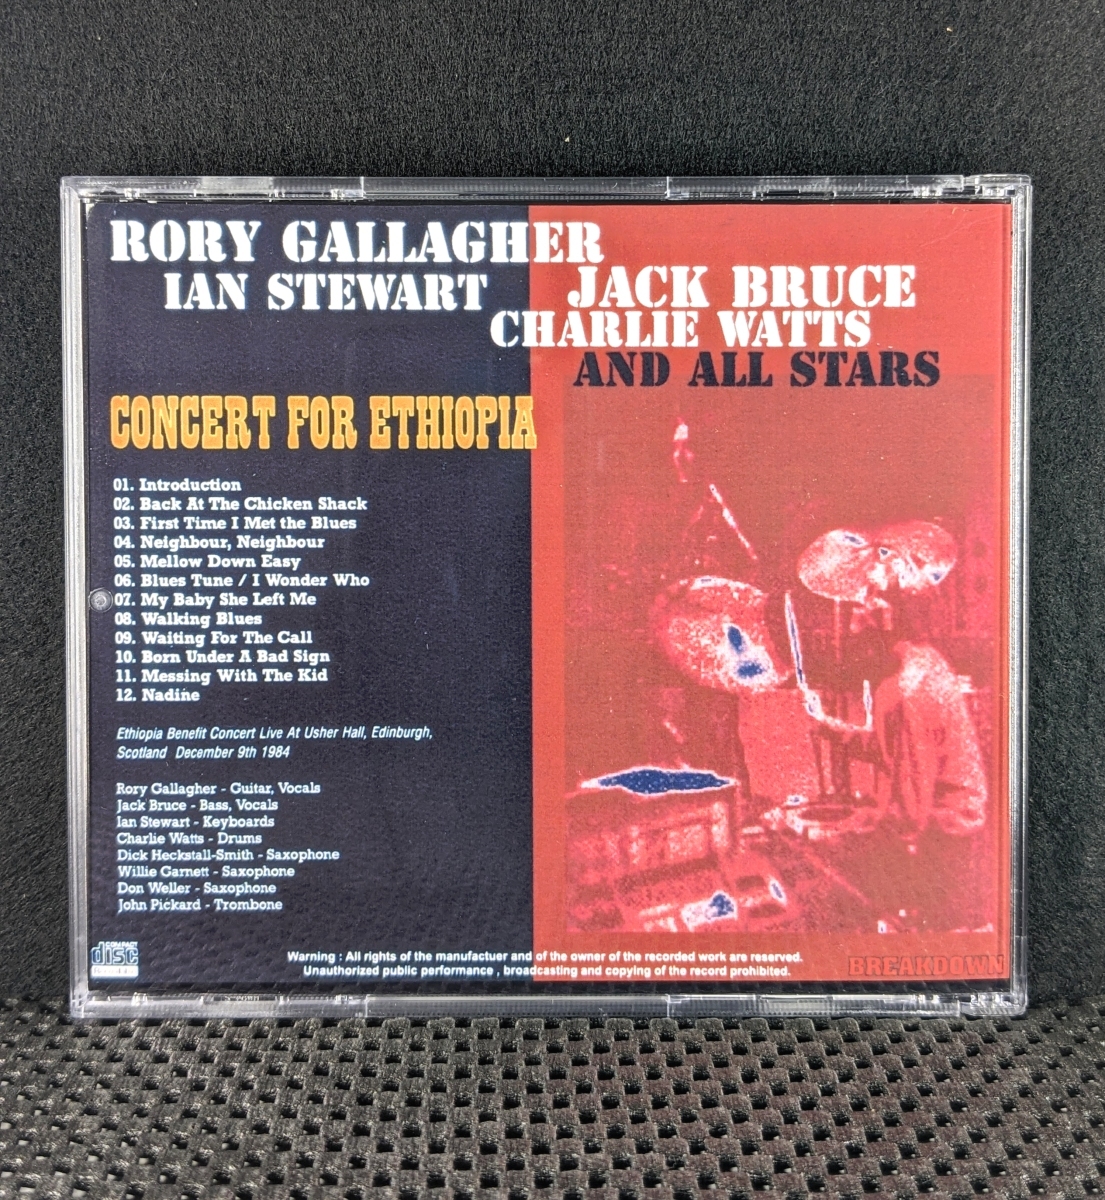 RORY GALLAGHER
IAN STEWART
JACK BRUCE
CHARLIE WATTS
AND ALL STARS
CONCERT FOR ETHIOPIA
01. Introduction
02. Back At The Chicken Shack
03. First Time I Met the Blues
04. Neighbour, Neighbour
05. Mellow Down Easy
06. Blues Tune / I Wonder Who
07. My Baby She Left Me
08. Walking Blues
09. Waiting For The Call
10. Born Under A Bad Sign
11. Messing With The Kid
12. Nadine
Ethiopia Benefit Concert Live At Usher Hall, Edinburgh,
Scotland December 9th 1984
Rory Gallagher - Guitar, Vocals
Jack Bruce - Bass, Vocals
Ian Stewart - Keyboards
Charlie Watts - Drums
Dick Heckstall-Smith - Saxophone
Willie Garnett - Saxophone
Don Weller - Saxophone
John Pickard - Trombone
COMPACT
disc
Warning : All rights of the manufactuer and of the owner of the recorded work are reserved.
Unauthorized public performance , broadcasting and copying of the record prohibited.
BREAKDOWN